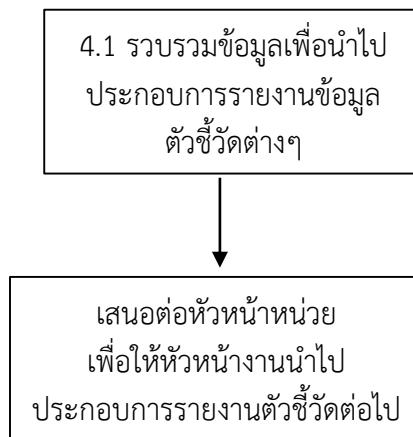 4.1 รวบรวมข้อมูลเพื่อนำไป
ประกอบการรายงานข้อมูล
ตัวชี้วัดต่างๆ
เสนอต่อหัวหน้าหน่วย
เพื่อให้หัวหน้างานนำไป
ประกอบการรายงานตัวชี้วัดต่อไป